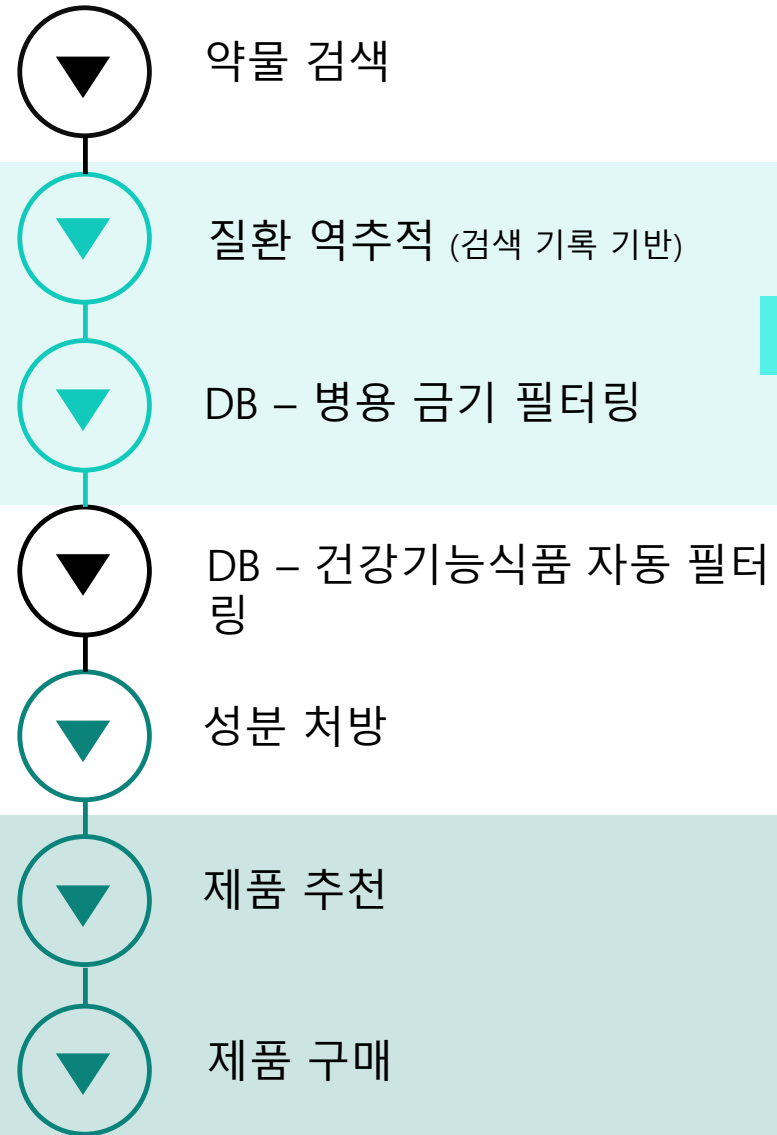 약물 검색
질환 역추적 (검색 기록 기반)
DB – 병용 금기 필터링
DB – 건강기능식품 자동 필터
링
성분 처방
제품 추천
제품 구매